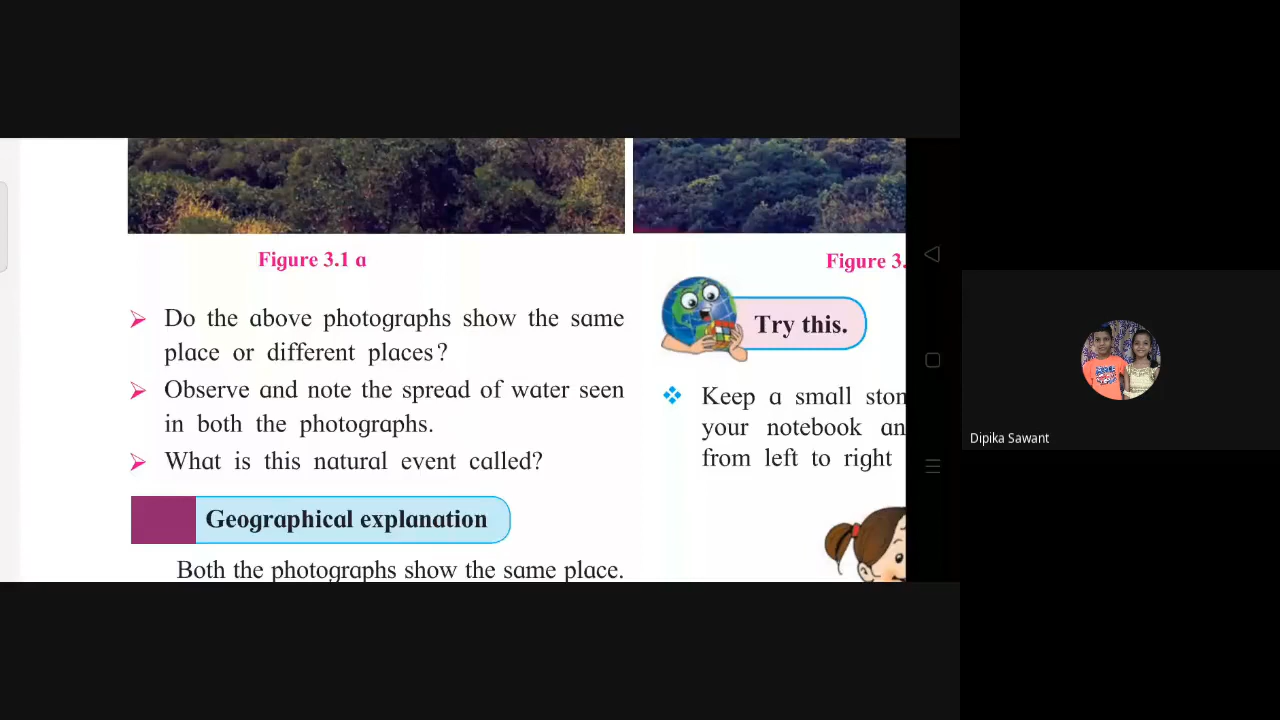 Figure 3.1 a
Do the above photographs show the same
place or different places?
Observe and note the spread of water seen
in both the photographs.
What is this natural event called?
Geographical explanation
Both the photographs show the same place.
Figure 3.
Try this.
Keep a small
your notebook
from left to right
Dipika Sawant